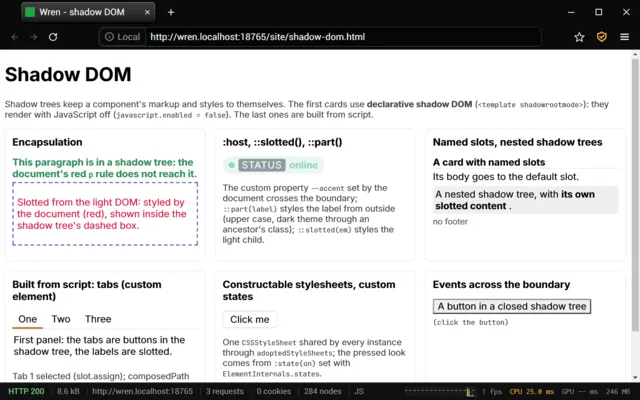 Wren - shadow DOM
Local
http://wren.localhost:18765/site/shadow-dom.html
Shadow DOM
Shadow trees keep a component's markup and styles to themselves. The first cards use declarative shadow DOM (<template shadowrootmode>): they
render with JavaScript off (javascript.enabled = false). The last ones are built from script.
Encapsulation
This paragraph is in a shadow tree: the
document's red p rule does not reach it.
Slotted from the light DOM: styled by
the document (red), shown inside the
shadow tree's dashed box.
:host, ::slotted(), ::part()
STATUS online
The custom property --accent set by the
document crosses the boundary;
::part(label) styles the label from outside
(upper case, dark theme through an
ancestor's class); ::slotted(em) styles the
light child.
Named slots, nested shadow trees
A card with named slots
Its body goes to the default slot.
A nested shadow tree, with its own
slotted content .
no footer
Built from script: tabs (custom
element)
One Two Three
First panel: the tabs are buttons in the
shadow tree, the labels are slotted.
Tab 1 selected (slot.assign); composedPath
Constructable stylesheets, custom
states
Click me
One CSSStyleSheet shared by every instance
through adoptedStyleSheets; the pressed look
comes from :state(on) set with
ElementInternals.states.
Events across the boundary
A button in a closed shadow tree
(click the button)
HTTP 200 8.6 kB http://wren.localhost:18765 3 requests 0 cookies 284 nodes JS 1 fps CPU 25.0 ms GPU -- ms 246 MB